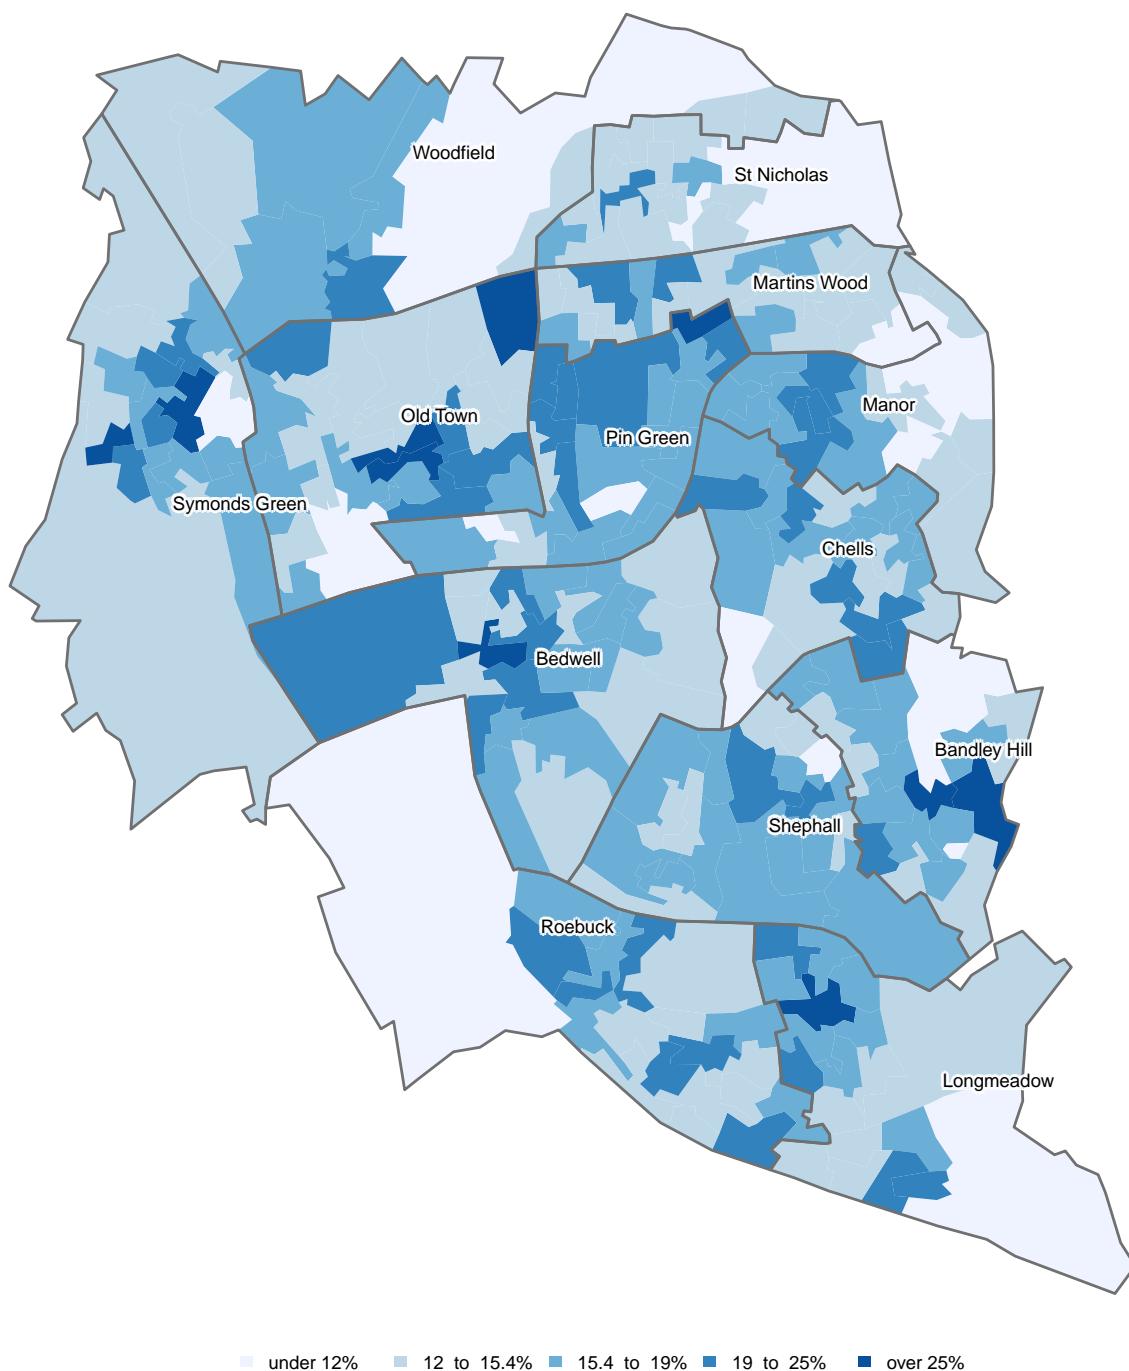 Woodfield
St Nicholas
Martins Wood
Manor
Old Town
Pin Green
Symonds Green
Chells
Bedwell
Bandley Hill
Shephall
Roebuck
Longmeadow
under 12% 12 to 15.4% 15.4 to 19% 19 to 25% over 25%